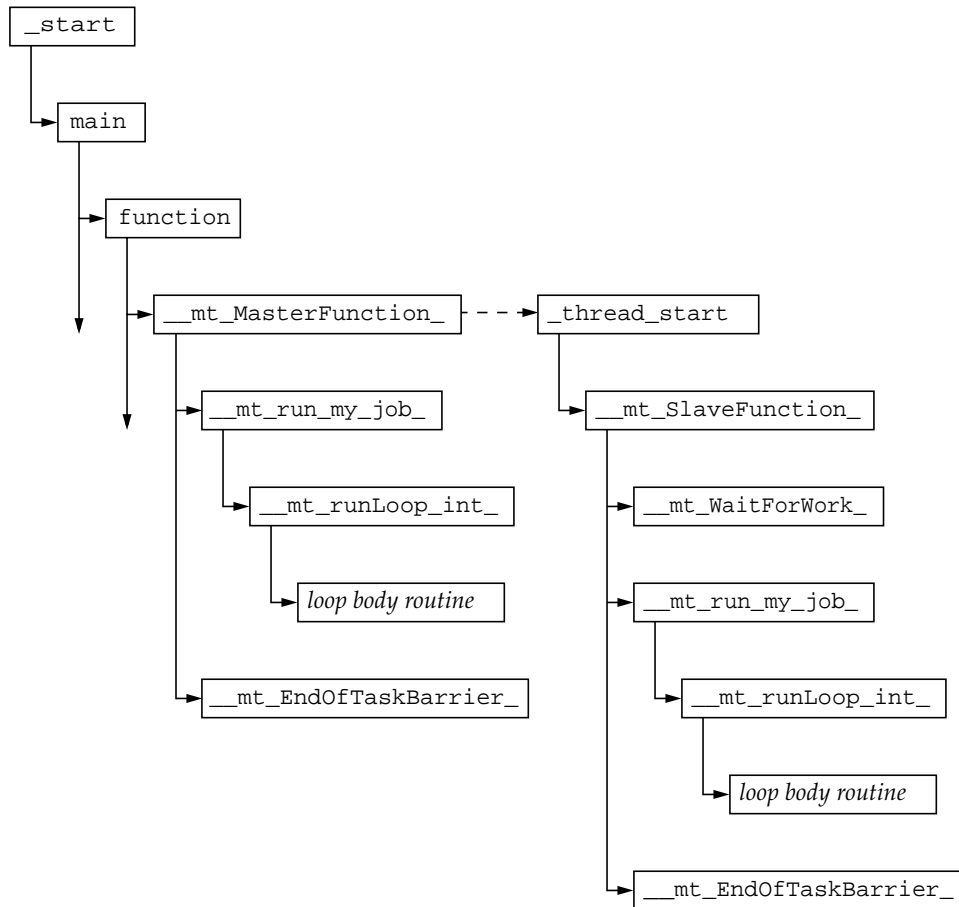 _start
main
function
__mt_MasterFunction_
_thread_start
__mt_run_my_job_
__mt_SlaveFunction_
__mt_runLoop_int_
__mt_WaitForWork_
loop body routine
__mt_run_my_job_
__mt_EndOfTaskBarrier_
__mt_runLoop_int_
loop body routine
__mt_EndOfTaskBarrier_